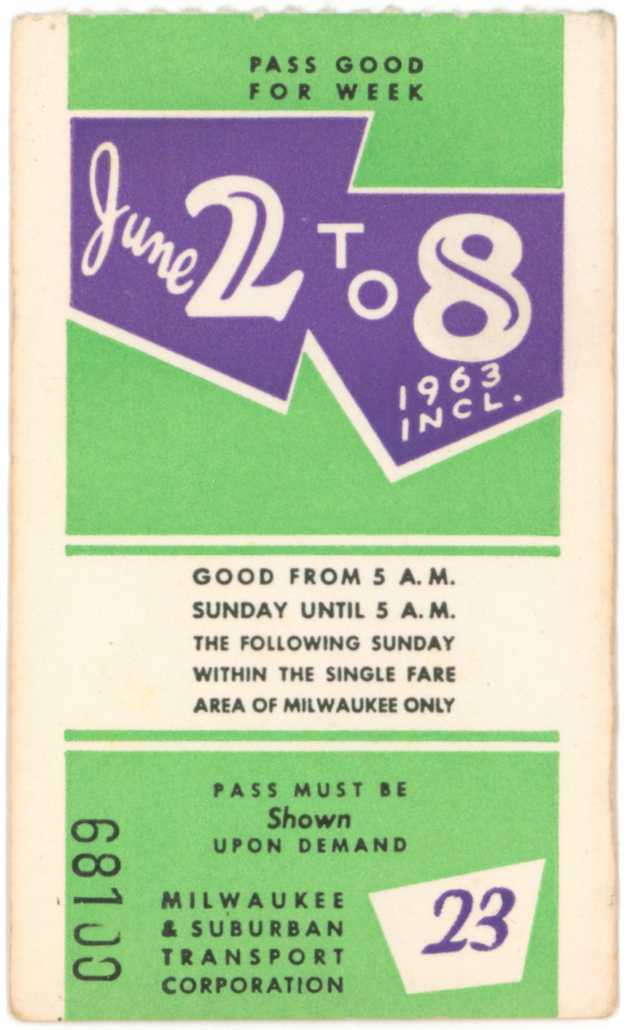 PASS GOOD
FOR WEEK
June 2 TO 8
1963
INCL.
GOOD FROM 5 A.M.
SUNDAY UNTIL 5 A.M.
THE FOLLOWING SUNDAY
WITHIN THE SINGLE FARE
AREA OF MILWAUKEE ONLY
PASS MUST BE
Shown
UPON DEMAND
68100
MILWAUKEE
& SUBURBAN
TRANSPORT
CORPORATION
23